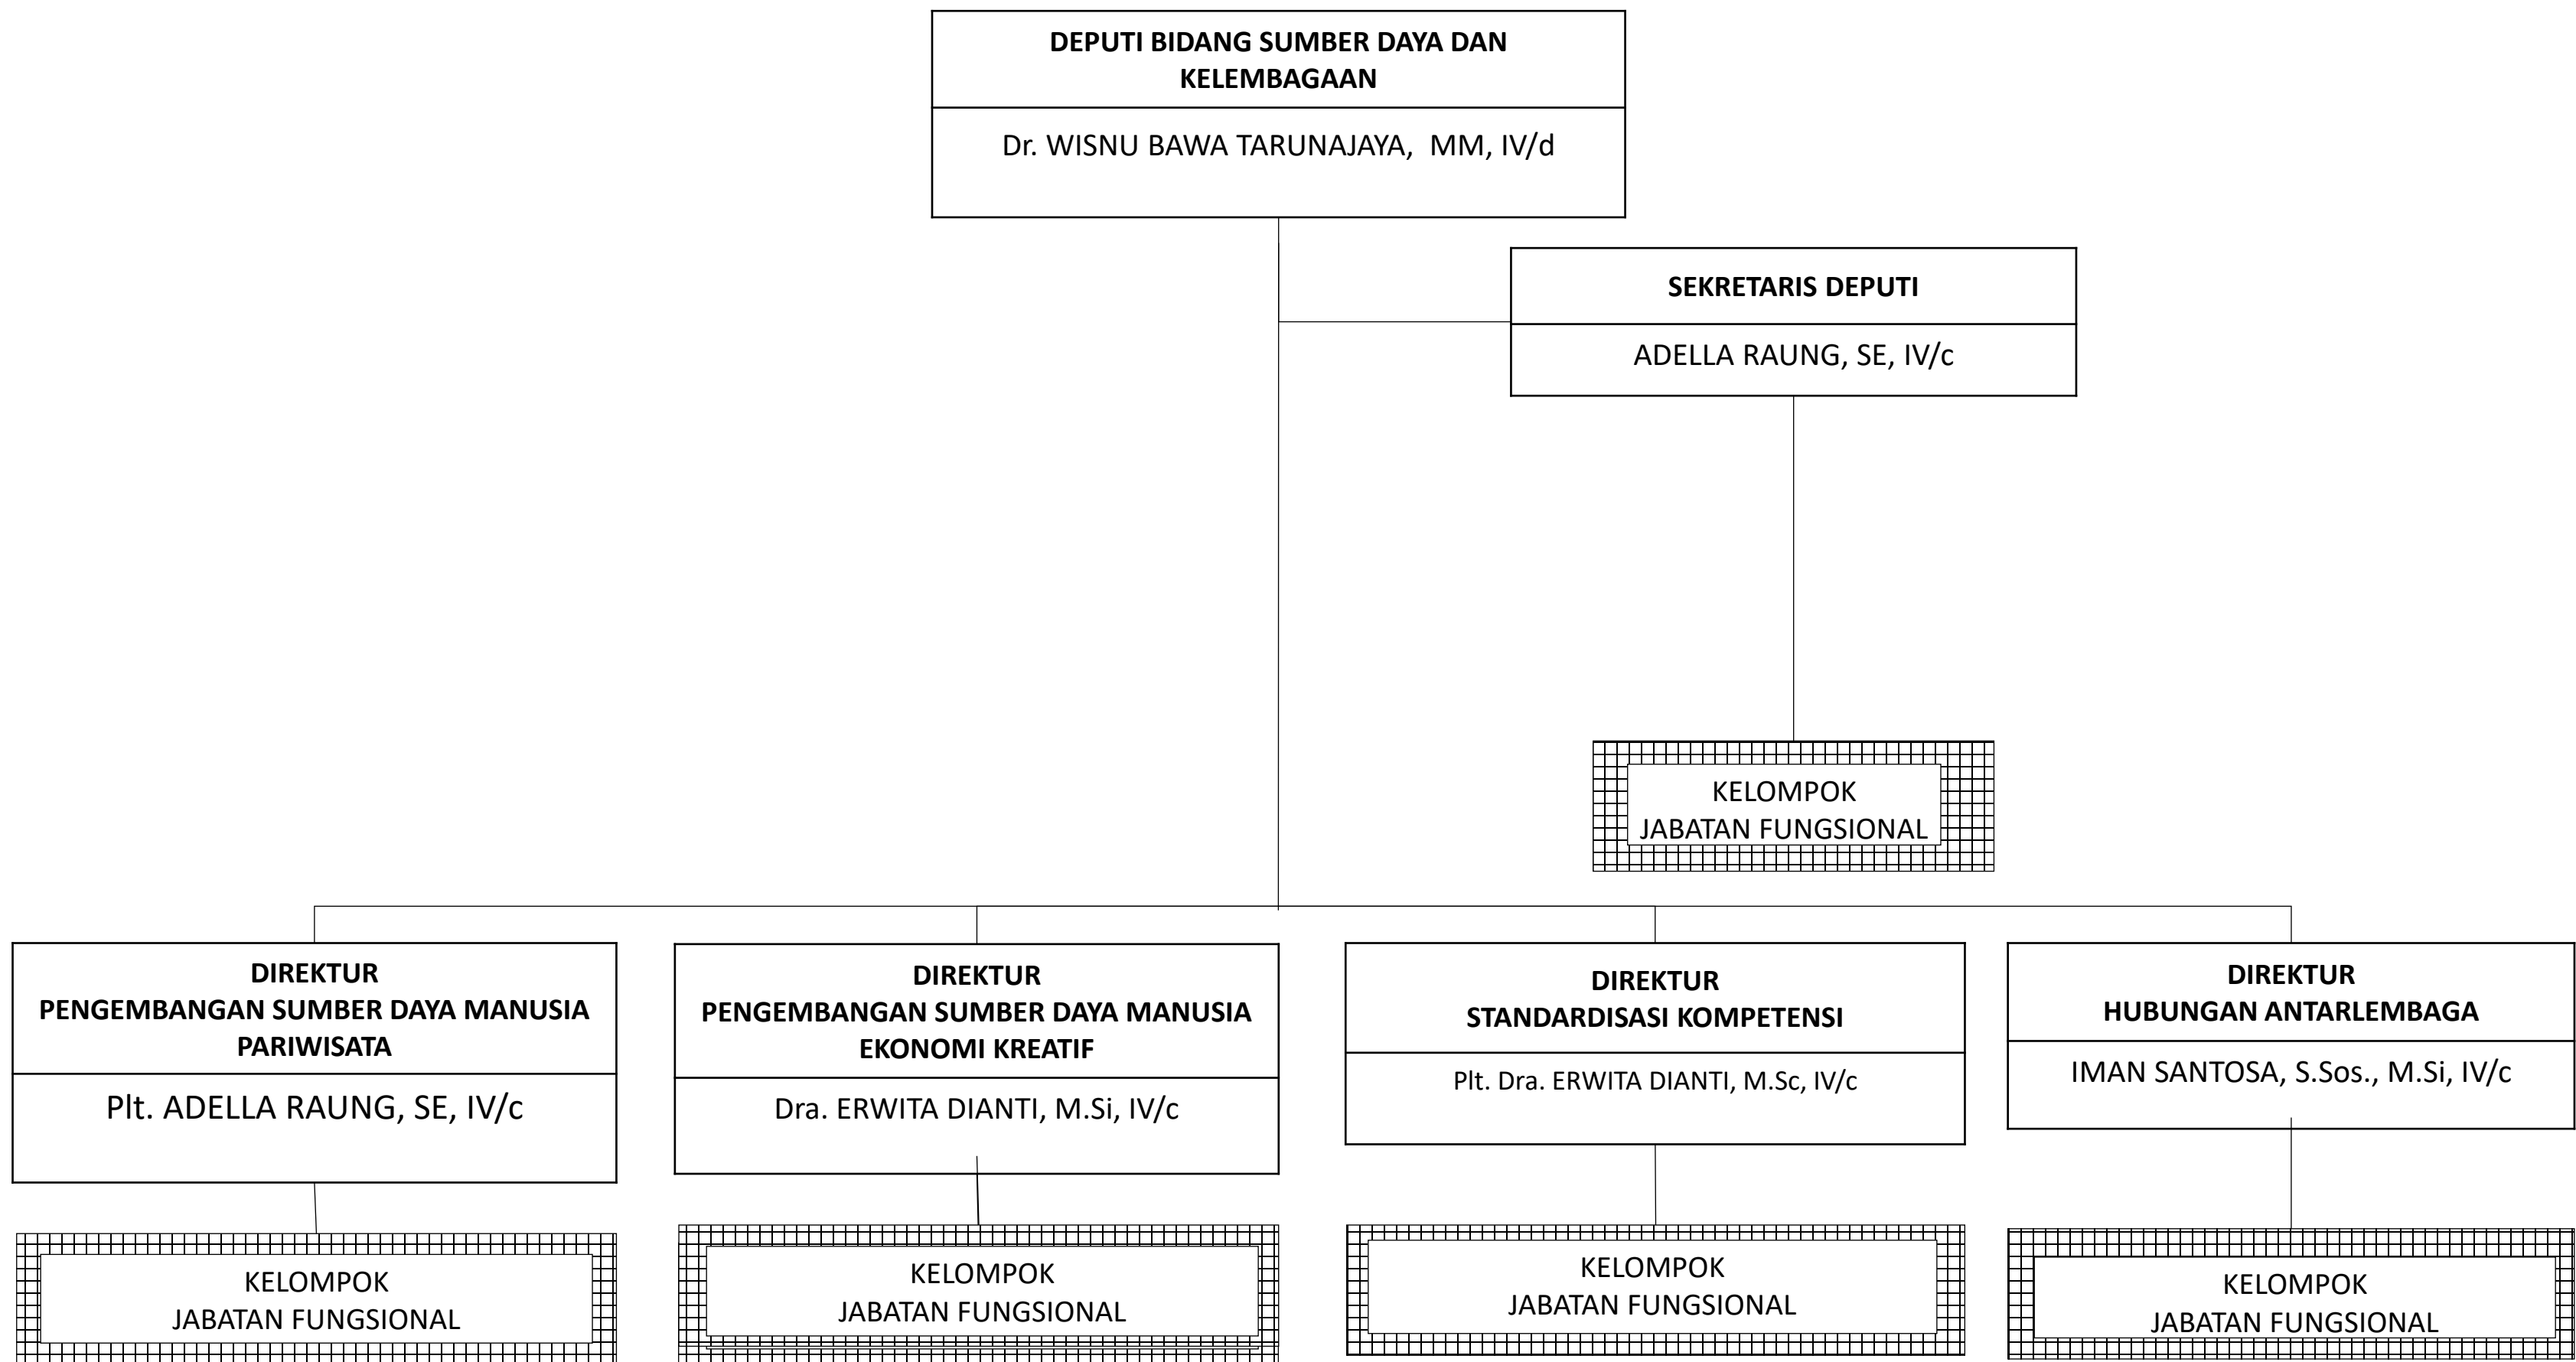 DEPUTI BIDANG SUMBER DAYA DAN
KELEMBAGAAN
Dr. WISNU BAWA TARUNAJAYA, MM, IV/d
SEKRETARIS DEPUTI
ADELLA RAUNG, SE, IV/c
KELOMPOK
JABATAN FUNGSIONAL
DIREKTUR
PENGEMBANGAN SUMBER DAYA MANUSIA
PARIWISATA
Plt. ADELLA RAUNG, SE, IV/c
KELOMPOK
JABATAN FUNGSIONAL
DIREKTUR
PENGEMBANGAN SUMBER DAYA MANUSIA
EKONOMI KREATIF
Dra. ERWITA DIANTI, M.Si, IV/c
KELOMPOK
JABATAN FUNGSIONAL
DIREKTUR
STANDARDISASI KOMPETENSI
Plt. Dra. ERWITA DIANTI, M.Sc, IV/c
KELOMPOK
JABATAN FUNGSIONAL
DIREKTUR
HUBUNGAN ANTARLEMBAGA
IMAN SANTOSA, S.Sos., M.Si, IV/c
KELOMPOK
JABATAN FUNGSIONAL